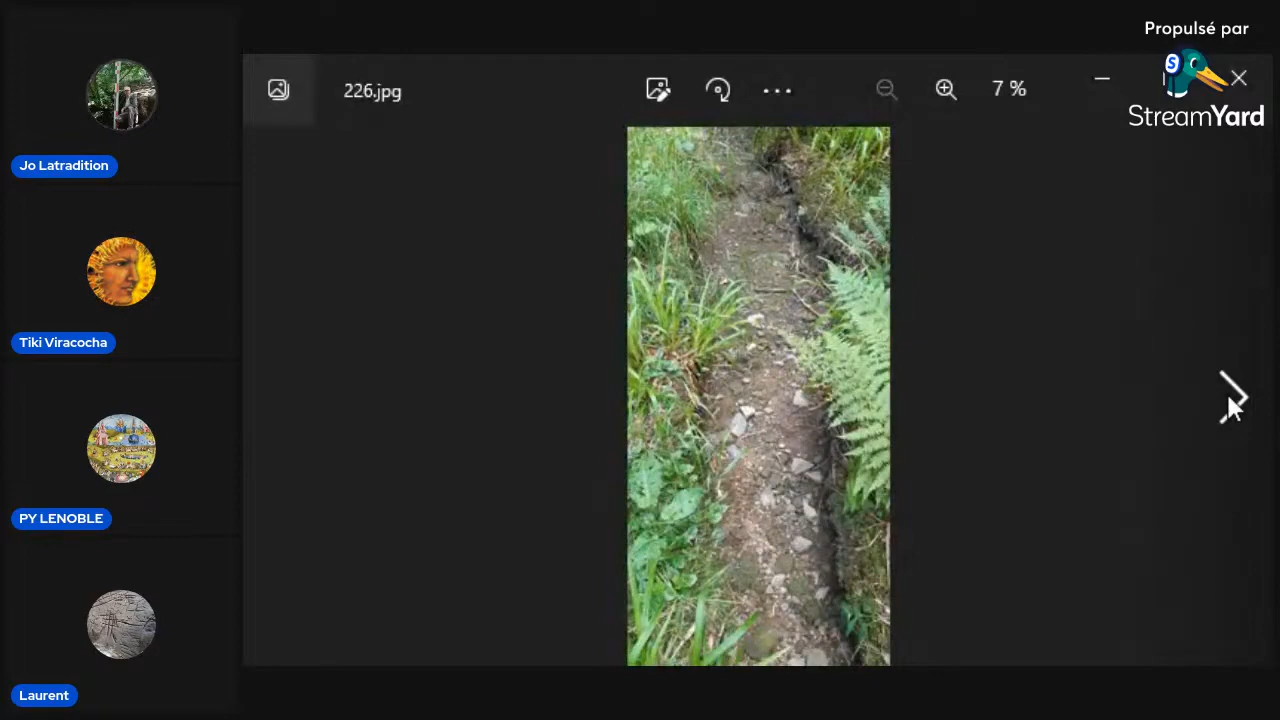 Propulsé par
StreamYard
226.jpg
7 %
Jo Latradition
Tiki Viracocha
PY LENOBLE
Laurent